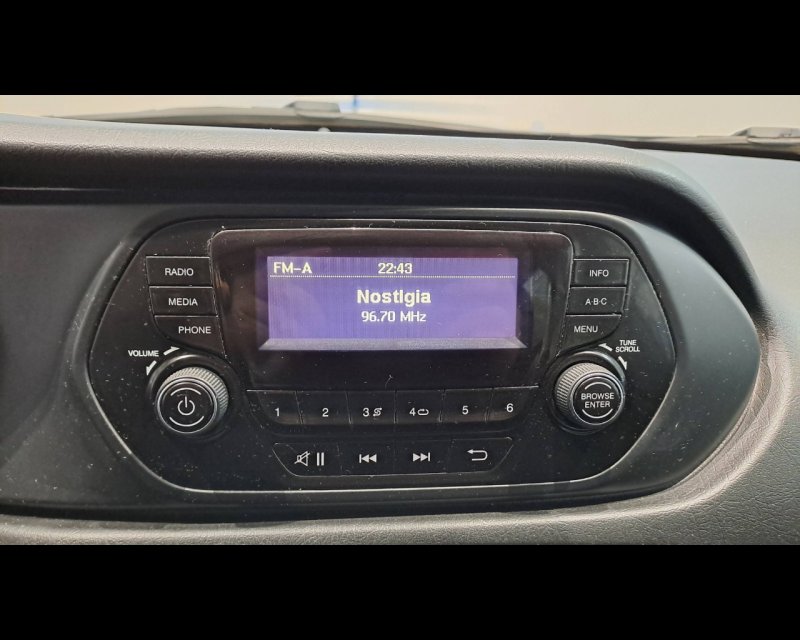 FM-A 22:43
Nostlgia
96.70 MHz
RADIO
MEDIA
PHONE
INFO
A·B·C
MENU
VOLUME
TUNE
SCROLL
BROWSE
ENTER
1 2 3 4 5 6